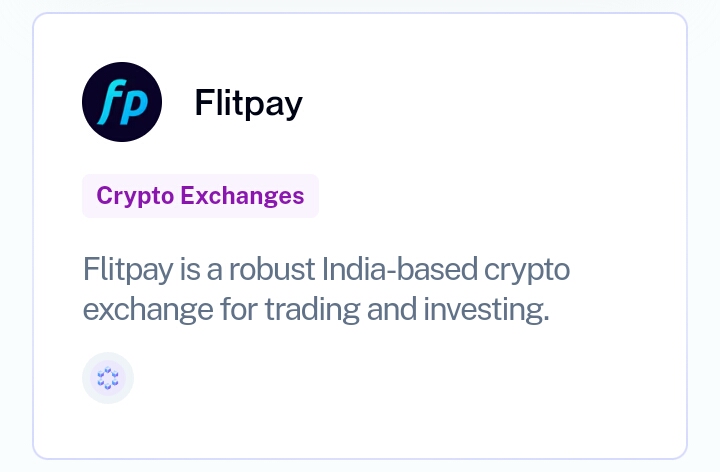 fp
Flitpay
Crypto Exchanges
Flitpay is a robust India-based crypto
exchange for trading and investing.